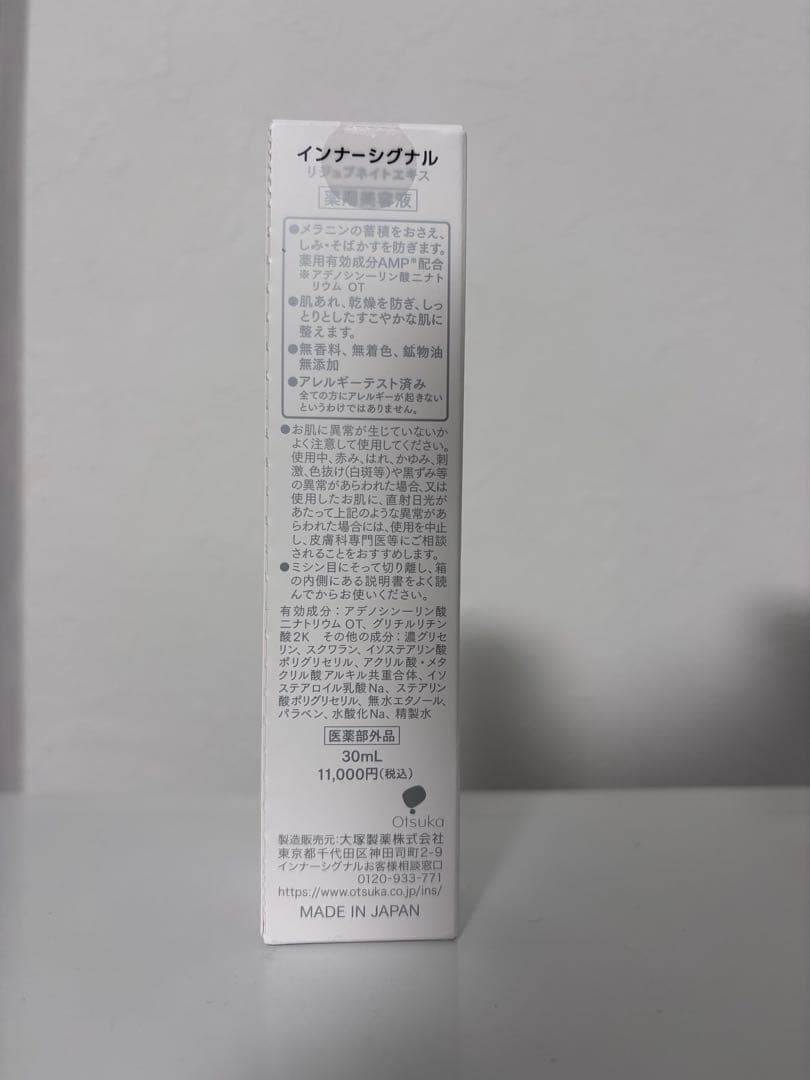 インナーシグナル
リジュブネイトエキス
薬用美容液
●メラニンの蓄積をおさえ、
しみ・そばかすを防ぎます。
薬用有効成分AMP※配合
※アデノシン一リン酸二ナト
リウム OT
●肌あれ、乾燥を防ぎ、しっ
とりとしたすこやかな肌に
整えます。
●無香料、無着色、鉱物油
無添加
●アレルギーテスト済み
全ての方にアレルギーが起きない
というわけではありません。
●お肌に異常が生じていないか
よく注意して使用してください。
使用中、赤み、はれ、かゆみ、刺
激、色抜け(白斑等)や黒ずみ等
の異常があらわれた場合、又は
使用したお肌に、直射日光が
あたって上記のような異常があ
らわれた場合には、使用を中止
し、皮膚科専門医等にご相談
されることをおすすめします。
●ミシン目にそって切り離し、箱
の内側にある説明書をよく読
んでからお使いください。
有効成分：アデノシン一リン酸
二ナトリウムOT、グリチルリチン
酸2K その他の成分：濃グリセ
リン、スクワラン、イソステアリン酸
ポリグリセリル、アクリル酸・メタ
クリル酸アルキル共重合体、イソ
ステアロイル乳酸Na、ステアリン
酸ポリグリセリル、無水エタノール、
パラベン、水酸化Na、精製水
医薬部外品
30mL
11,000円(税込)
Otsuka
製造販売元：大塚製薬株式会社
東京都千代田区神田司町2-9
インナーシグナルお客様相談窓口
0120-933-771
https://www.otsuka.co.jp/ins/
MADE IN JAPAN